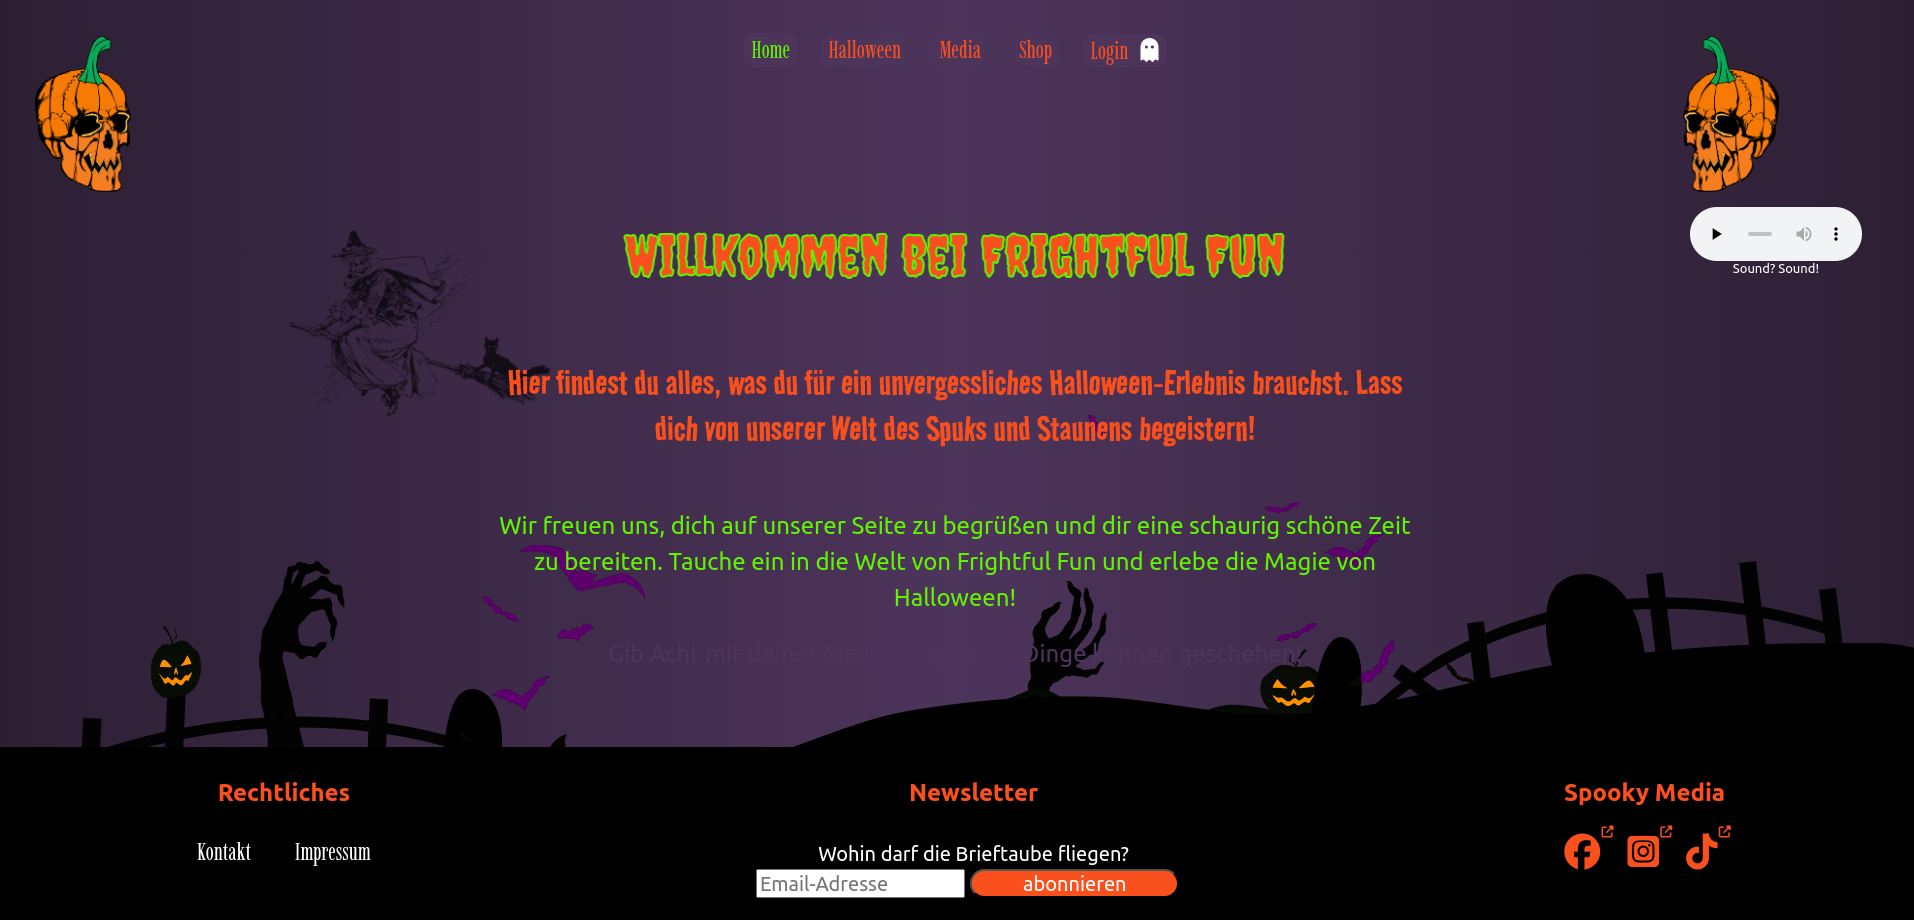 Home Halloween Media Shop Login
WILLKOMMEN BEI FRIGHTFUL FUN
Sound? Sound!
Hier findest du alles, was du für ein unvergessliches Halloween-Erlebnis brauchst. Lass
dich von unserer Welt des Spuks und Staunens begeistern!
Wir freuen uns, dich auf unserer Seite zu begrüßen und dir eine schaurig schöne Zeit
zu bereiten. Tauche ein in die Welt von Frightful Fun und erlebe die Magie von
Halloween!
Gib Acht mit deiner Maus Dinge können geschehen!
Rechtliches
Kontakt Impressum
Newsletter
Wohin darf die Brieftaube fliegen?
Email-Adresse abonnieren
Spooky Media